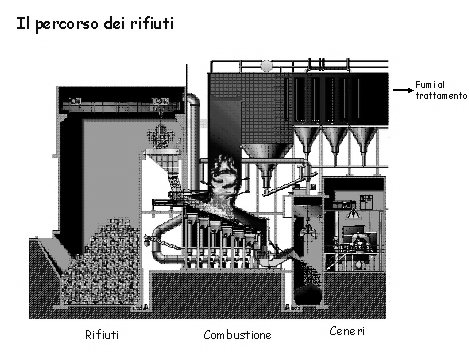 Il percorso dei rifiuti
Fumi al
trattamento
Rifiuti
Combustione
Ceneri